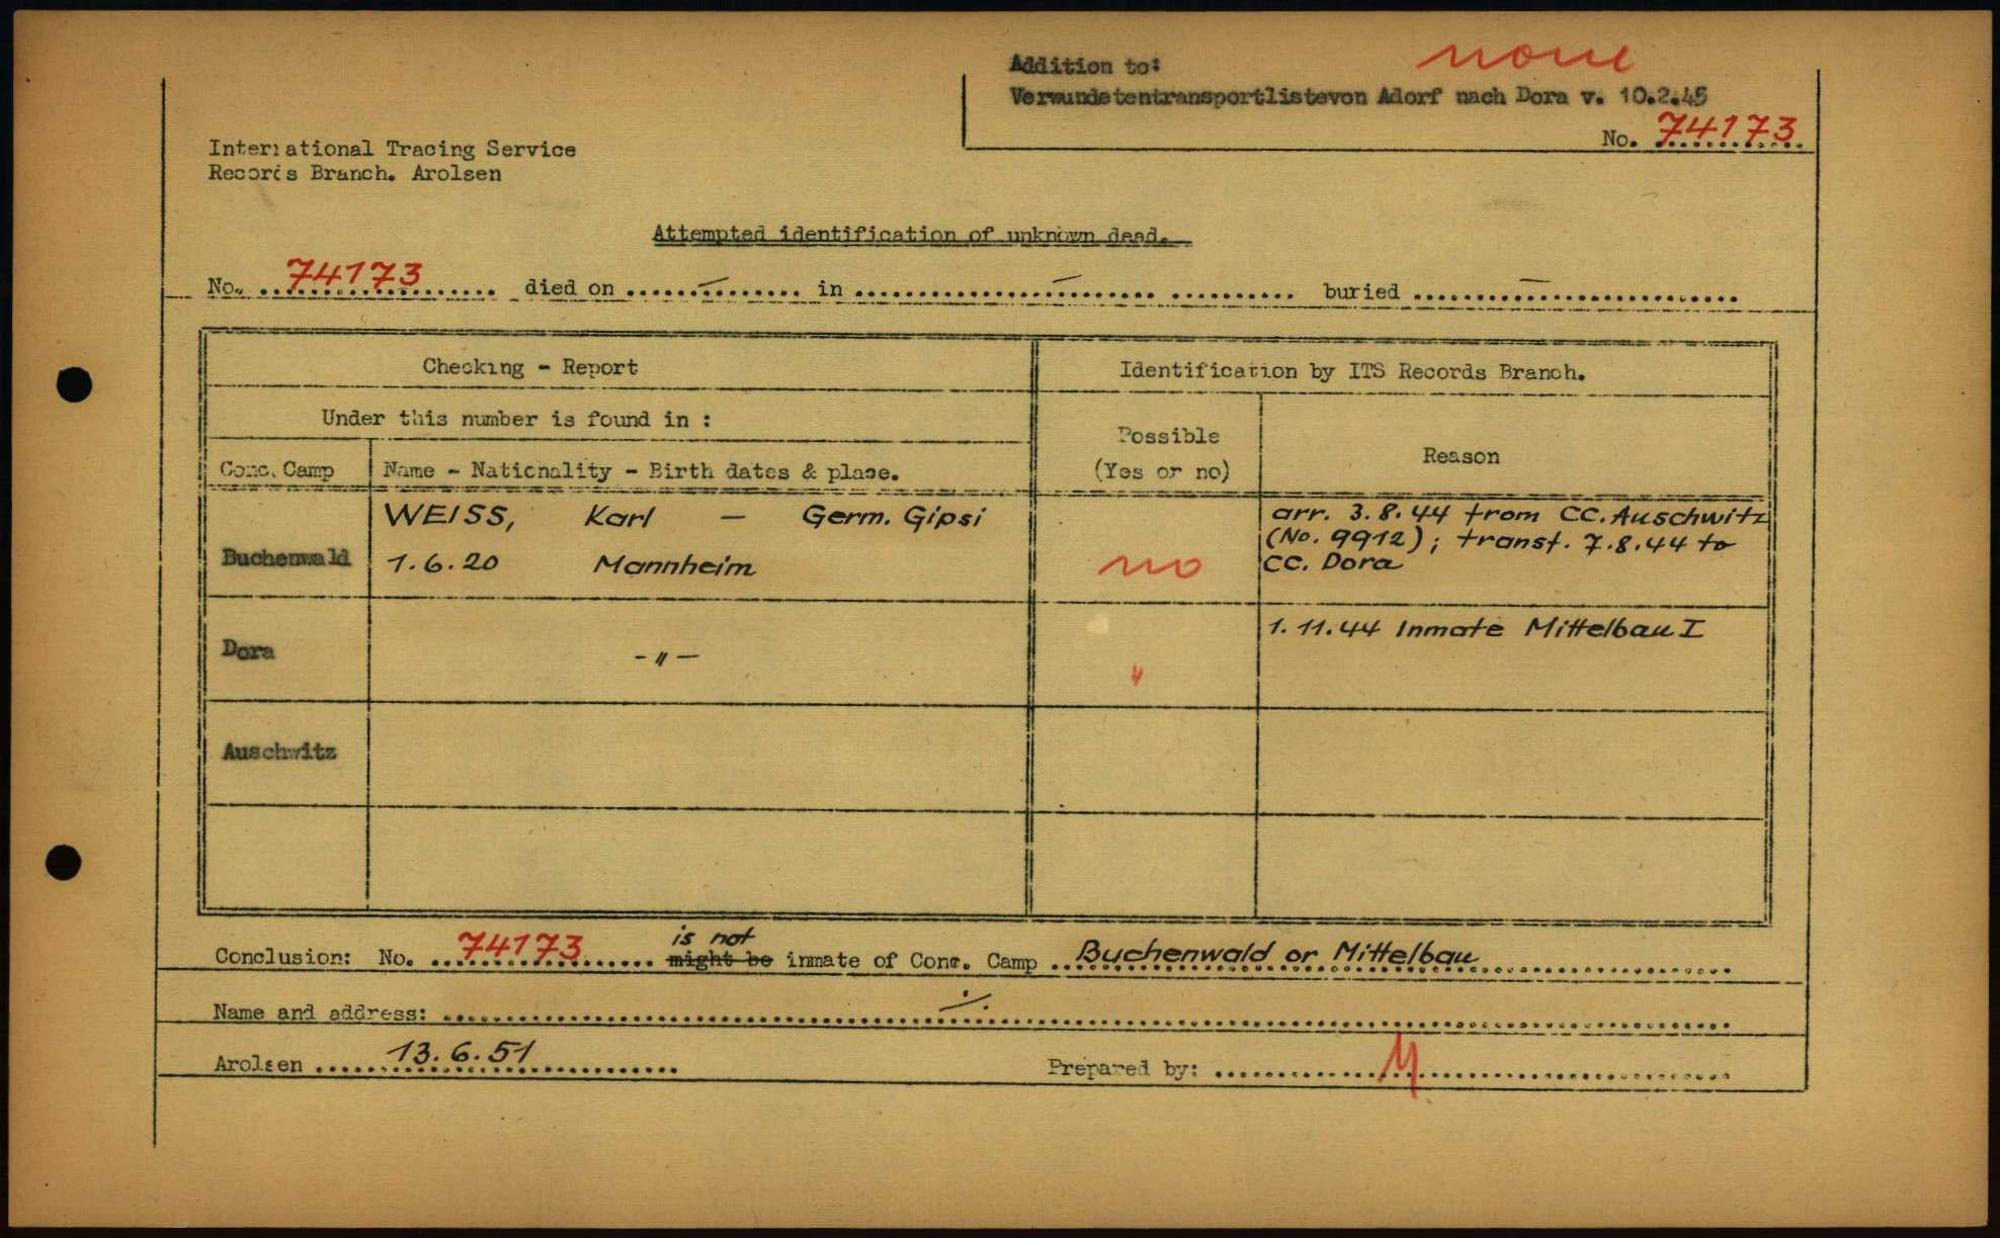 Addition to: none
Verwundetentransportlistevon Adorf nach Dora v. 10.2.45
No. 74173
International Tracing Service
Records Branch. Arolsen
Attempted identification of unknown dead.
No. 74173 died on — in — buried —
Checking - Report
Identification by ITS Records Branch.
Under this number is found in :
Possible
(Yes or no)
Reason
Conc. Camp
Name - Nationality - Birth dates & place.
Buchenwald
WEISS, Karl — Germ. Gipsi
1.6.20 Mannheim
no
arr. 3.8.44 from CC. Auschwitz
(No. 9912); transf. 7.8.44 to
CC. Dora
Dora
-"-
"
1.11.44 Inmate Mittelbau I
Auschwitz
is not
Conclusion: No. 74173 might be inmate of Conc. Camp Buchenwald or Mittelbau
Name and address: ./.
Arolsen 13.6.51 Prepared by: